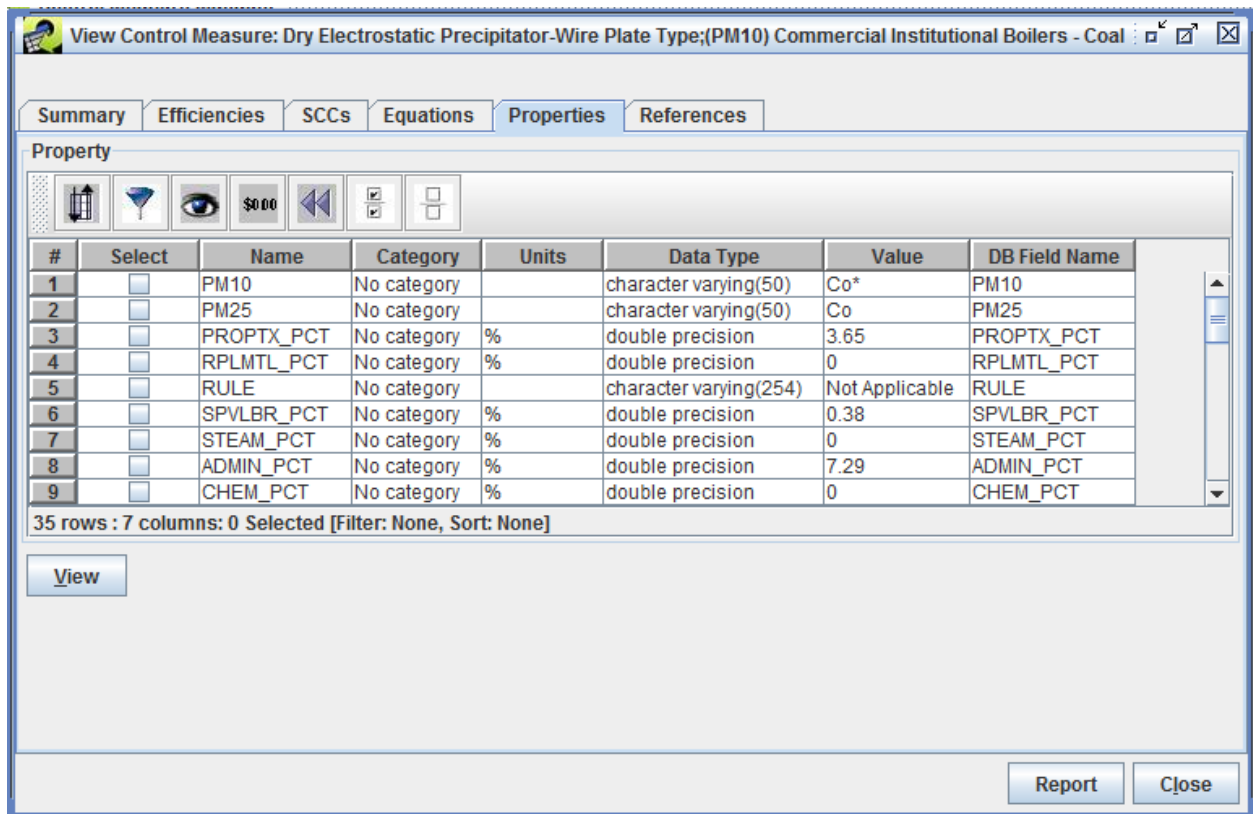 View Control Measure: Dry Electrostatic Precipitator-Wire Plate Type;(PM10) Commercial Institutional Boilers - Coal
Summary Efficiencies SCCs Equations Properties References
Property
$0.00
# Select Name Category Units Data Type Value DB Field Name
1 PM10 No category character varying(50) Co* PM10
2 PM25 No category character varying(50) Co PM25
3 PROPTX_PCT No category % double precision 3.65 PROPTX_PCT
4 RPLMTL_PCT No category % double precision 0 RPLMTL_PCT
5 RULE character varying(254) Not Applicable RULE
6 SPVLBR_PCT No category % double precision 0.38 SPVLBR_PCT
7 STEAM_PCT No category % double precision 0 STEAM_PCT
8 ADMIN_PCT No category % double precision 7.29 ADMIN_PCT
9 CHEM_PCT No category % double precision 0 CHEM_PCT
35 rows : 7 columns: 0 Selected [Filter: None, Sort: None]
View
Report Close